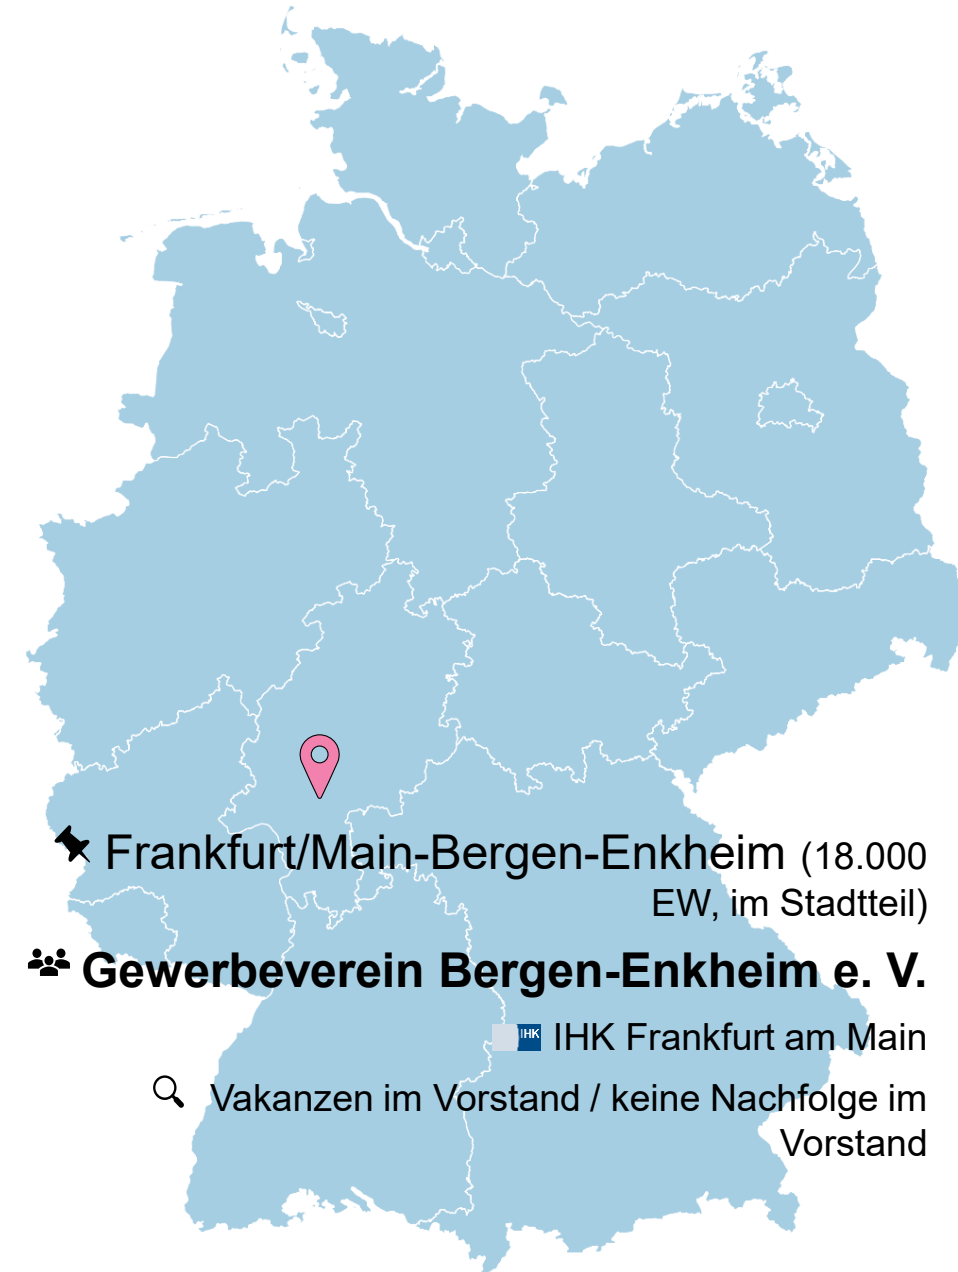 Frankfurt/Main-Bergen-Enkheim (18.000
EW, im Stadtteil)
Gewerbeverein Bergen-Enkheim e. V.
IHK IHK Frankfurt am Main
Vakanzen im Vorstand / keine Nachfolge im
Vorstand